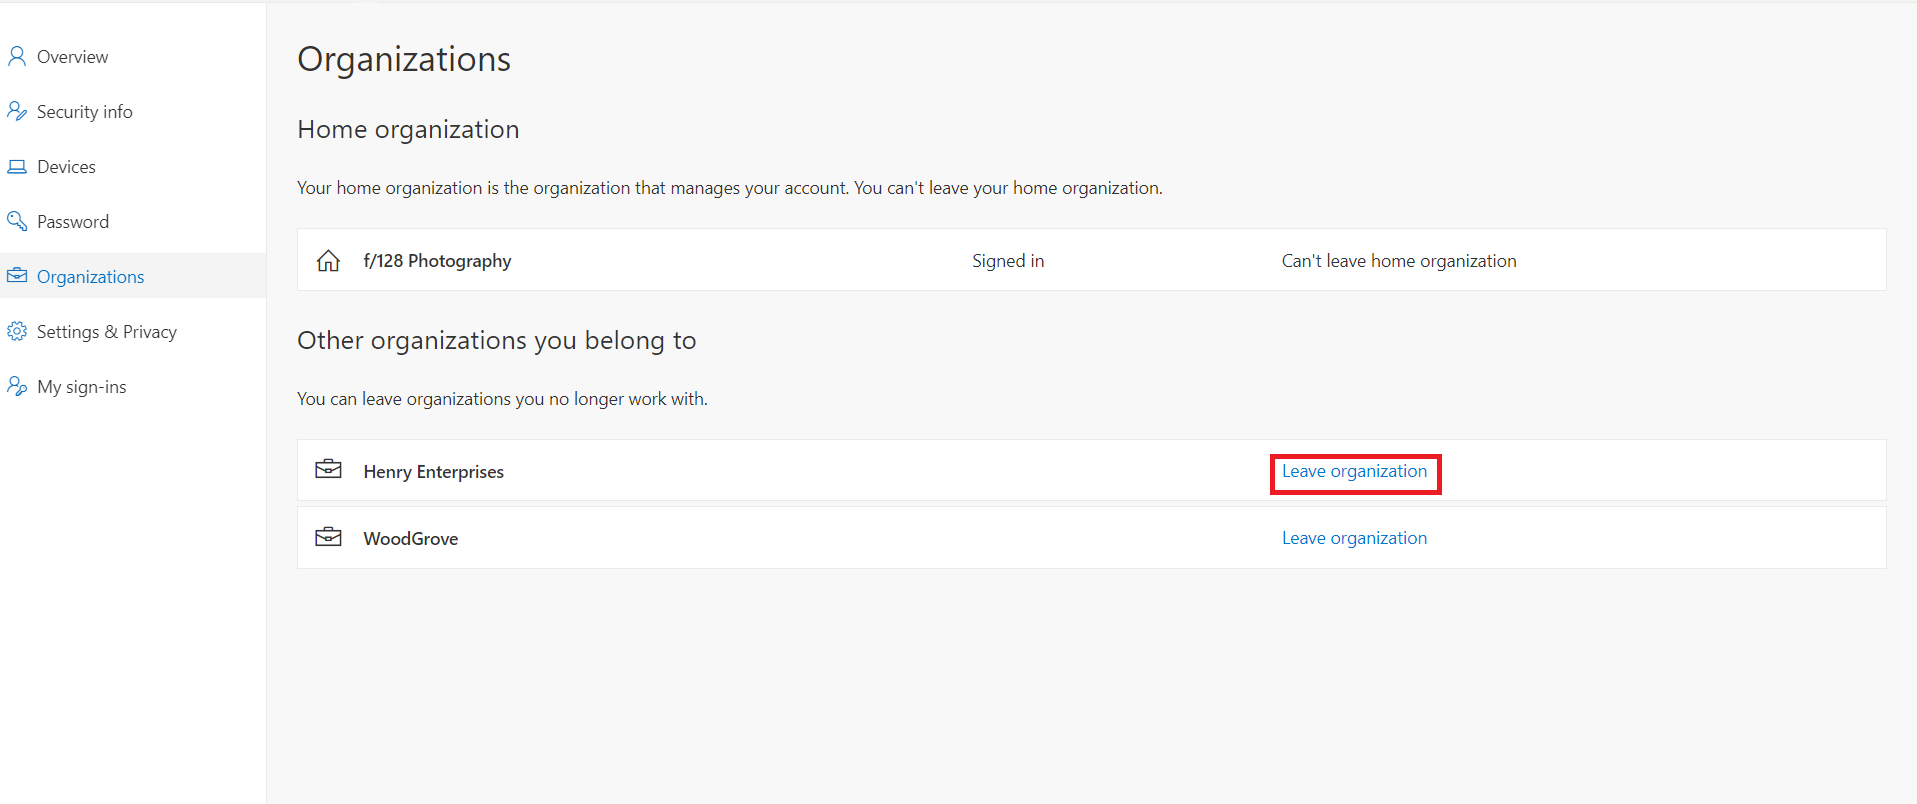 Overview
Security info
Devices
Password
Organizations
Settings & Privacy
My sign-ins
Organizations
Home organization
Your home organization is the organization that manages your account. You can't leave your home organization.
f/128 Photography Signed in Can't leave home organization
Other organizations you belong to
You can leave organizations you no longer work with.
Henry Enterprises Leave organization
WoodGrove Leave organization